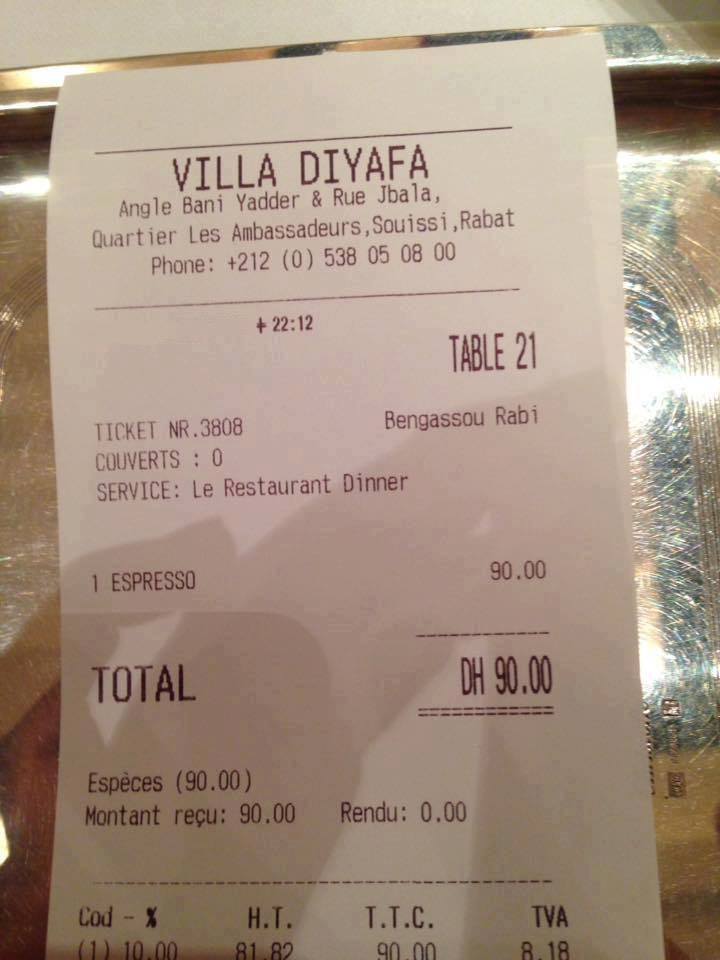 VILLA DIYAFA
Angle Bani Yadder & Rue Jbala,
Quartier Les Ambassadeurs,Souissi,Rabat
Phone: +212 (0) 538 05 08 00
22:12
TABLE 21
TICKET NR.3808 Bengassou Rabi
COUVERTS : 0
SERVICE: Le Restaurant Dinner
1 ESPRESSO 90.00
TOTAL DH 90.00
Espèces (90.00)
Montant reçu: 90.00 Rendu: 0.00
Cod - % H.T. T.T.C. TVA
(1) 10.00 81.82 90.00 8.18